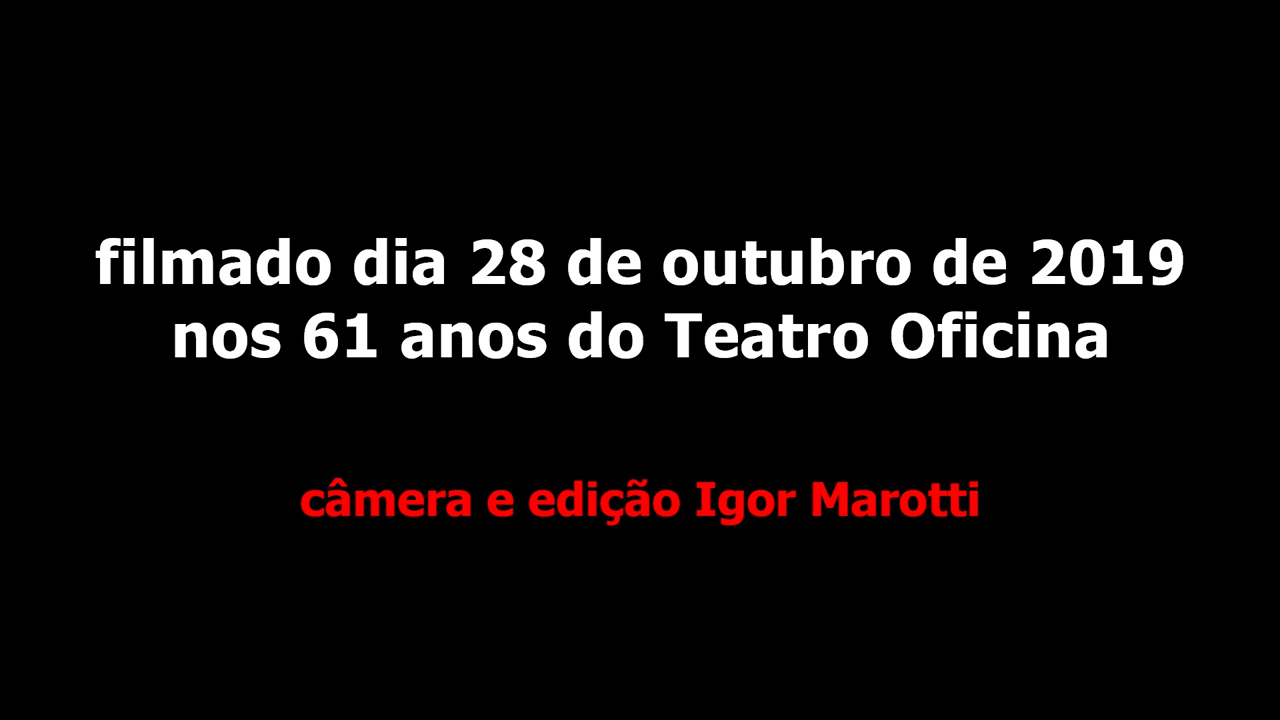 filmado dia 28 de outubro de 2019
nos 61 anos do Teatro Oficina
câmera e edição Igor Marotti